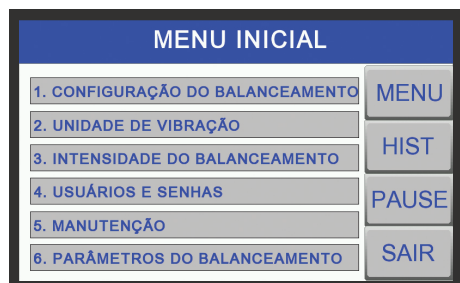 MENU INICIAL
1. CONFIGURAÇÃO DO BALANCEAMENTO
2. UNIDADE DE VIBRAÇÃO
3. INTENSIDADE DO BALANCEAMENTO
4. USUÁRIOS E SENHAS
5. MANUTENÇÃO
6. PARÂMETROS DO BALANCEAMENTO
MENU
HIST
PAUSE
SAIR